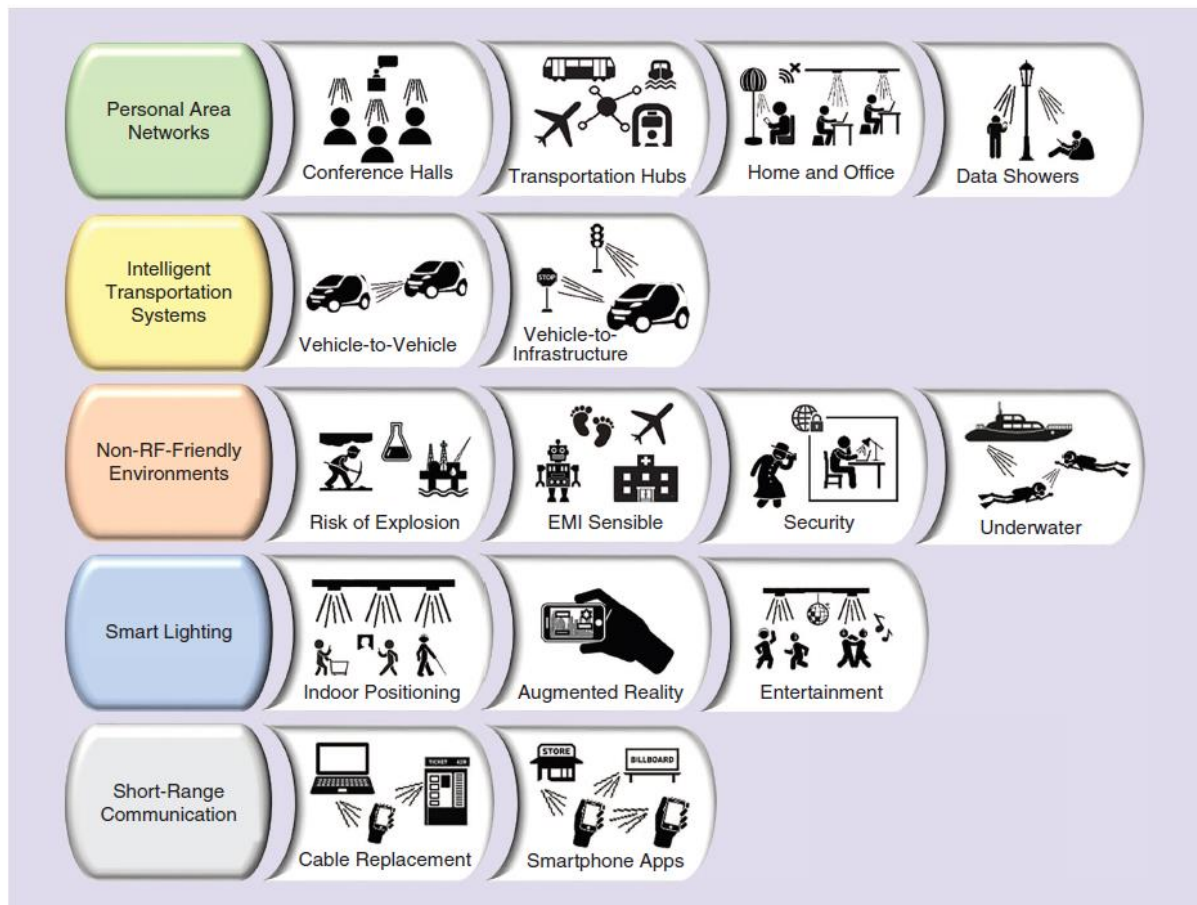 Personal Area
Networks
Conference Halls
Transportation Hubs
Home and Office
Data Showers
Intelligent
Transportation
Systems
Vehicle-to-Vehicle
STOP
Vehicle-to-
Infrastructure
Non-RF-Friendly
Environments
Risk of Explosion
EMI Sensible
Security
Underwater
Smart Lighting
Indoor Positioning
Augmented Reality
Entertainment
Short-Range
Communication
TICKET
Cable Replacement
STORE
BILLBOARD
Smartphone Apps